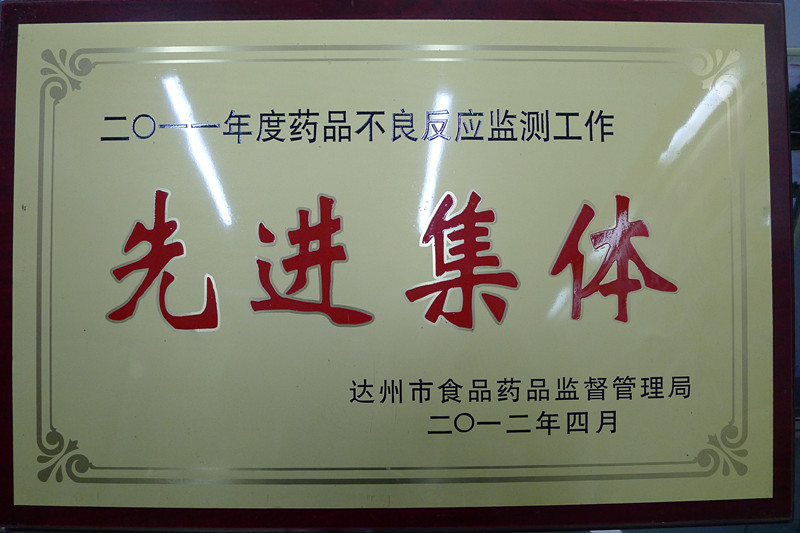 二〇一一年度药品不良反应监测工作
先进集体
达州市食品药品监督管理局
二〇一二年四月